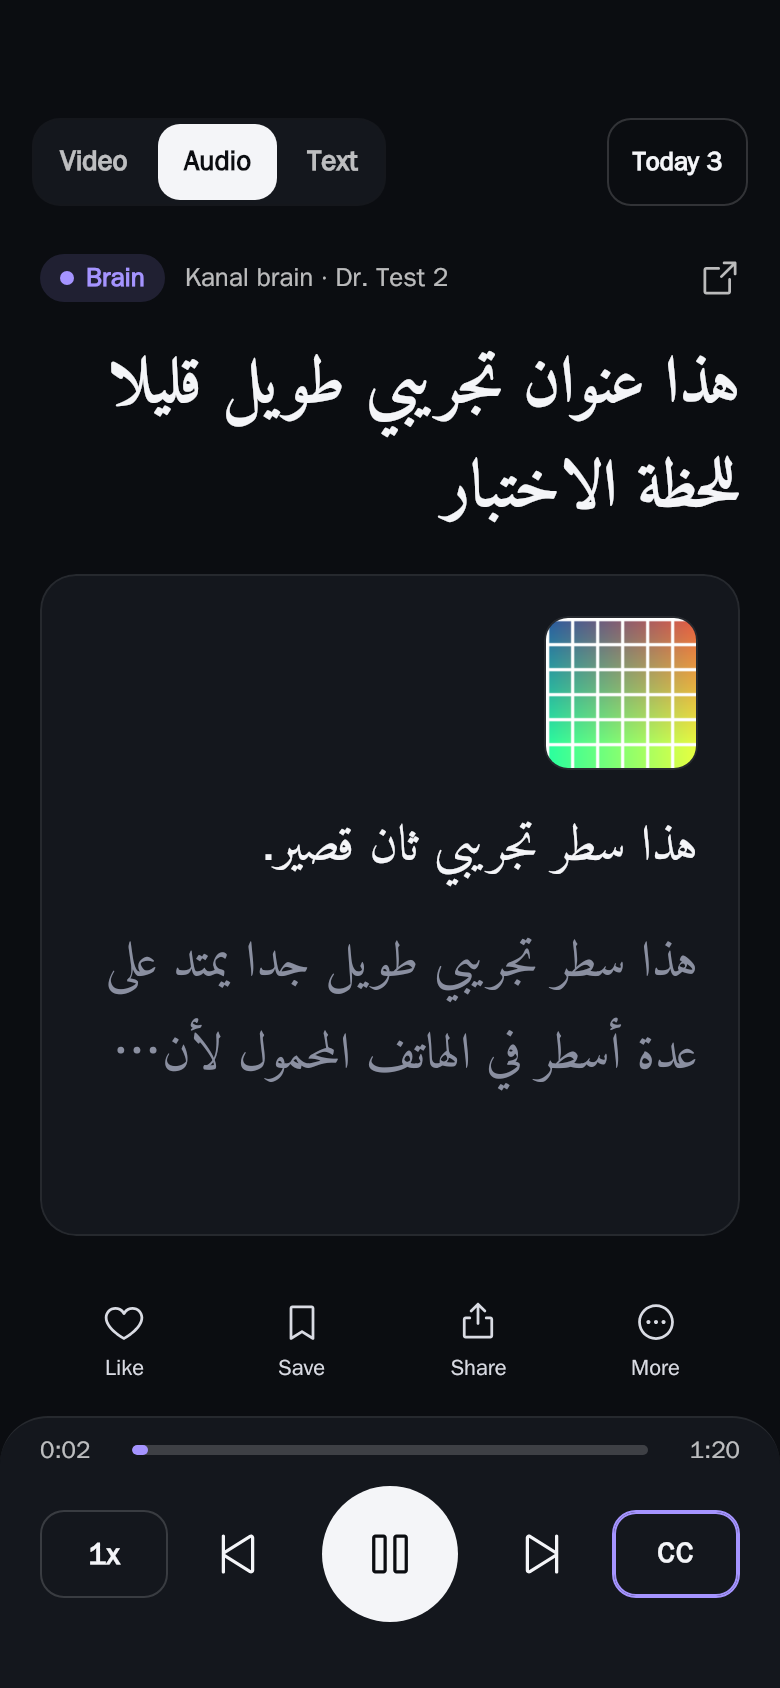 Video Audio Text Today 3
Brain Kanal brain · Dr. Test 2
هذا عنوان تجريبي طويل قليلا
للحظة الاختبار
هذا سطر تجريبي ثان قصير.
هذا سطر تجريبي طويل جدا يمتد على
عدة أسطر في الهاتف المحمول لأن…
Like Save Share More
0:02 1:20
1x CC